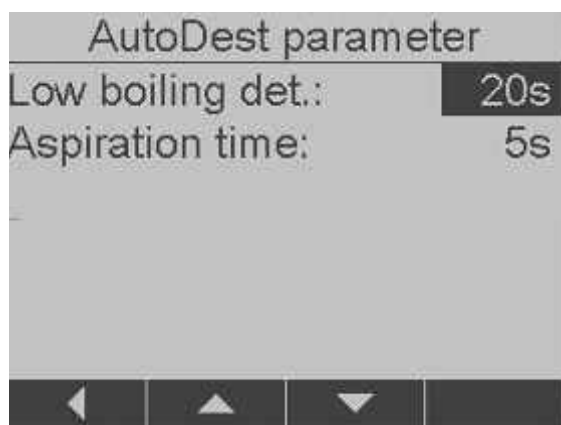 AutoDest parameter
Low boiling det.: 20s
Aspiration time: 5s